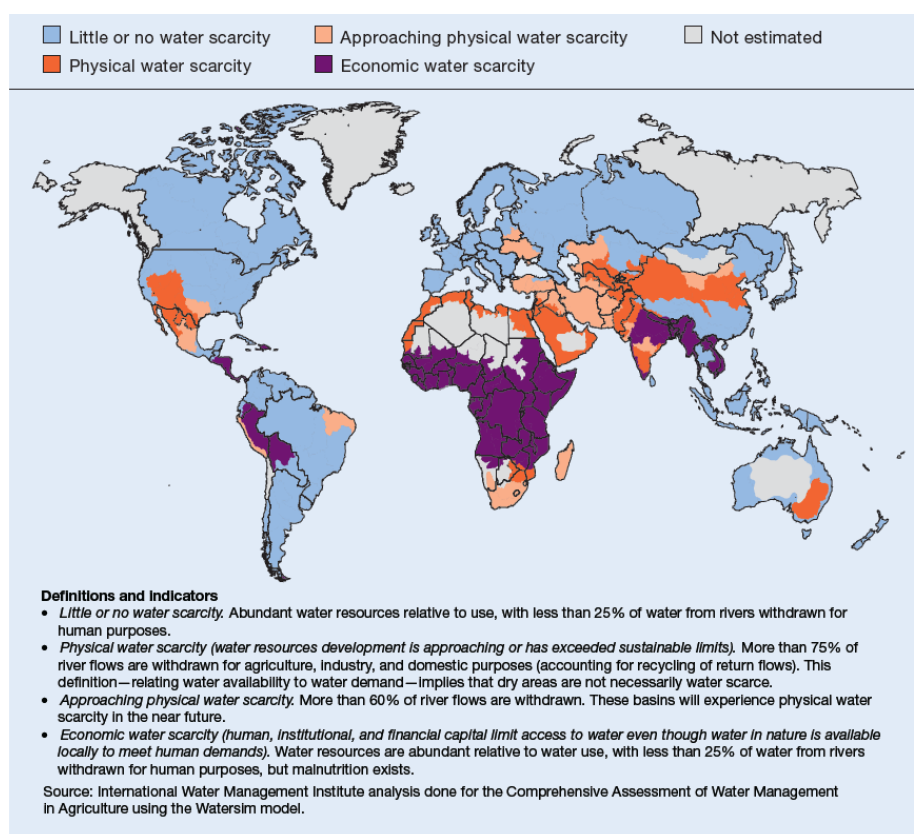 Little or no water scarcity
Approaching physical water scarcity
Not estimated
Physical water scarcity
Economic water scarcity
Definitions and indicators
• Little or no water scarcity. Abundant water resources relative to use, with less than 25% of water from rivers withdrawn for
human purposes.
• Physical water scarcity (water resources development is approaching or has exceeded sustainable limits). More than 75% of
river flows are withdrawn for agriculture, industry, and domestic purposes (accounting for recycling of return flows). This
definition—relating water availability to water demand—implies that dry areas are not necessarily water scarce.
• Approaching physical water scarcity. More than 60% of river flows are withdrawn. These basins will experience physical water
scarcity in the near future.
• Economic water scarcity (human, institutional, and financial capital limit access to water even though water in nature is available
locally to meet human demands). Water resources are abundant relative to water use, with less than 25% of water from rivers
withdrawn for human purposes, but malnutrition exists.
Source: International Water Management Institute analysis done for the Comprehensive Assessment of Water Management
in Agriculture using the Watersim model.